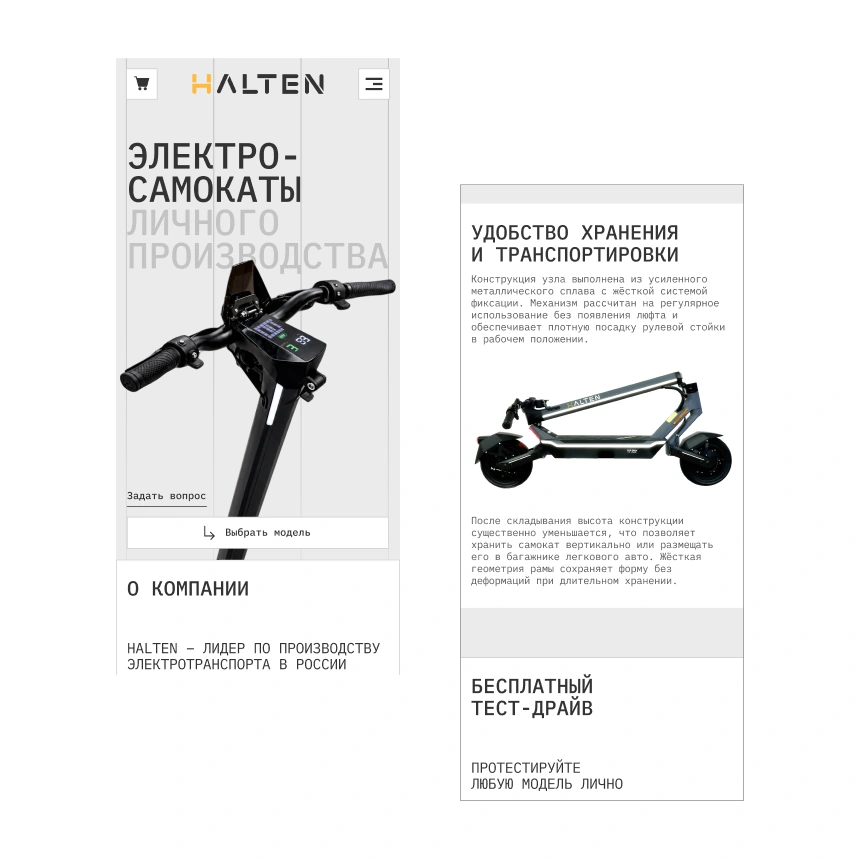 HALTEN
ЭЛЕКТРО-
САМОКАТЫ
ЛИЧНОГО
ПРОИЗВОДСТВА
Задать вопрос
Выбрать модель
О КОМПАНИИ
HALTEN – ЛИДЕР ПО ПРОИЗВОДСТВУ
ЭЛЕКТРОТРАНСПОРТА В РОССИИ
УДОБСТВО ХРАНЕНИЯ
И ТРАНСПОРТИРОВКИ
Конструкция узла выполнена из усиленного
металлического сплава с жёсткой системой
фиксации. Механизм рассчитан на регулярное
использование без появления люфта и
обеспечивает плотную посадку рулевой стойки
в рабочем положении.
HALTEN
После складывания высота конструкции
существенно уменьшается, что позволяет
хранить самокат вертикально или размещать
его в багажнике легкового авто. Жёсткая
геометрия рамы сохраняет форму без
деформаций при длительном хранении.
БЕСПЛАТНЫЙ
ТЕСТ-ДРАЙВ
ПРОТЕСТИРУЙТЕ
ЛЮБУЮ МОДЕЛЬ ЛИЧНО